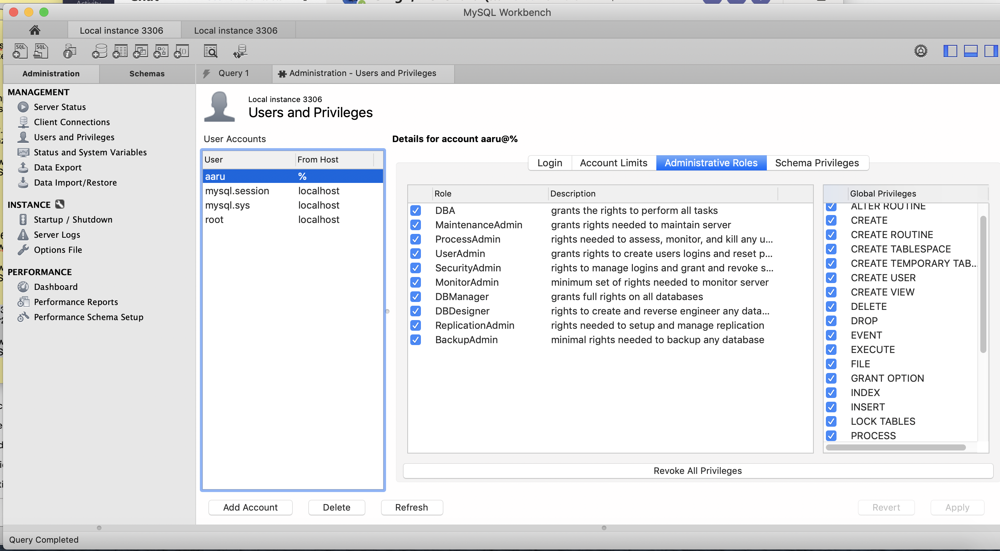 Activity
MySQL Workbench
Local instance 3306
Local instance 3306
Administration
Schemas
Query 1
Administration - Users and Privileges
MANAGEMENT
Server Status
Client Connections
Users and Privileges
Status and System Variables
Data Export
Data Import/Restore
INSTANCE
Startup / Shutdown
Server Logs
Options File
PERFORMANCE
Dashboard
Performance Reports
Performance Schema Setup
Local instance 3306
Users and Privileges
User Accounts
User From Host
aaru %
mysql.session localhost
mysql.sys localhost
root localhost
Add Account
Delete
Refresh
Details for account aaru@%
Login
Account Limits
Administrative Roles
Schema Privileges
Role Description
DBA grants the rights to perform all tasks
MaintenanceAdmin grants rights needed to maintain server
ProcessAdmin rights needed to assess, monitor, and kill any u...
UserAdmin grants rights to create users logins and reset p...
SecurityAdmin rights to manage logins and grant and revoke s...
MonitorAdmin minimum set of rights needed to monitor server
DBManager grants full rights on all databases
DBDesigner rights to create and reverse engineer any data...
ReplicationAdmin rights needed to setup and manage replication
BackupAdmin minimal rights needed to backup any database
Global Privileges
ALTER ROUTINE
CREATE
CREATE ROUTINE
CREATE TABLESPACE
CREATE TEMPORARY TAB...
CREATE USER
CREATE VIEW
DELETE
DROP
EVENT
EXECUTE
FILE
GRANT OPTION
INDEX
INSERT
LOCK TABLES
PROCESS
Revoke All Privileges
Revert
Apply
Query Completed